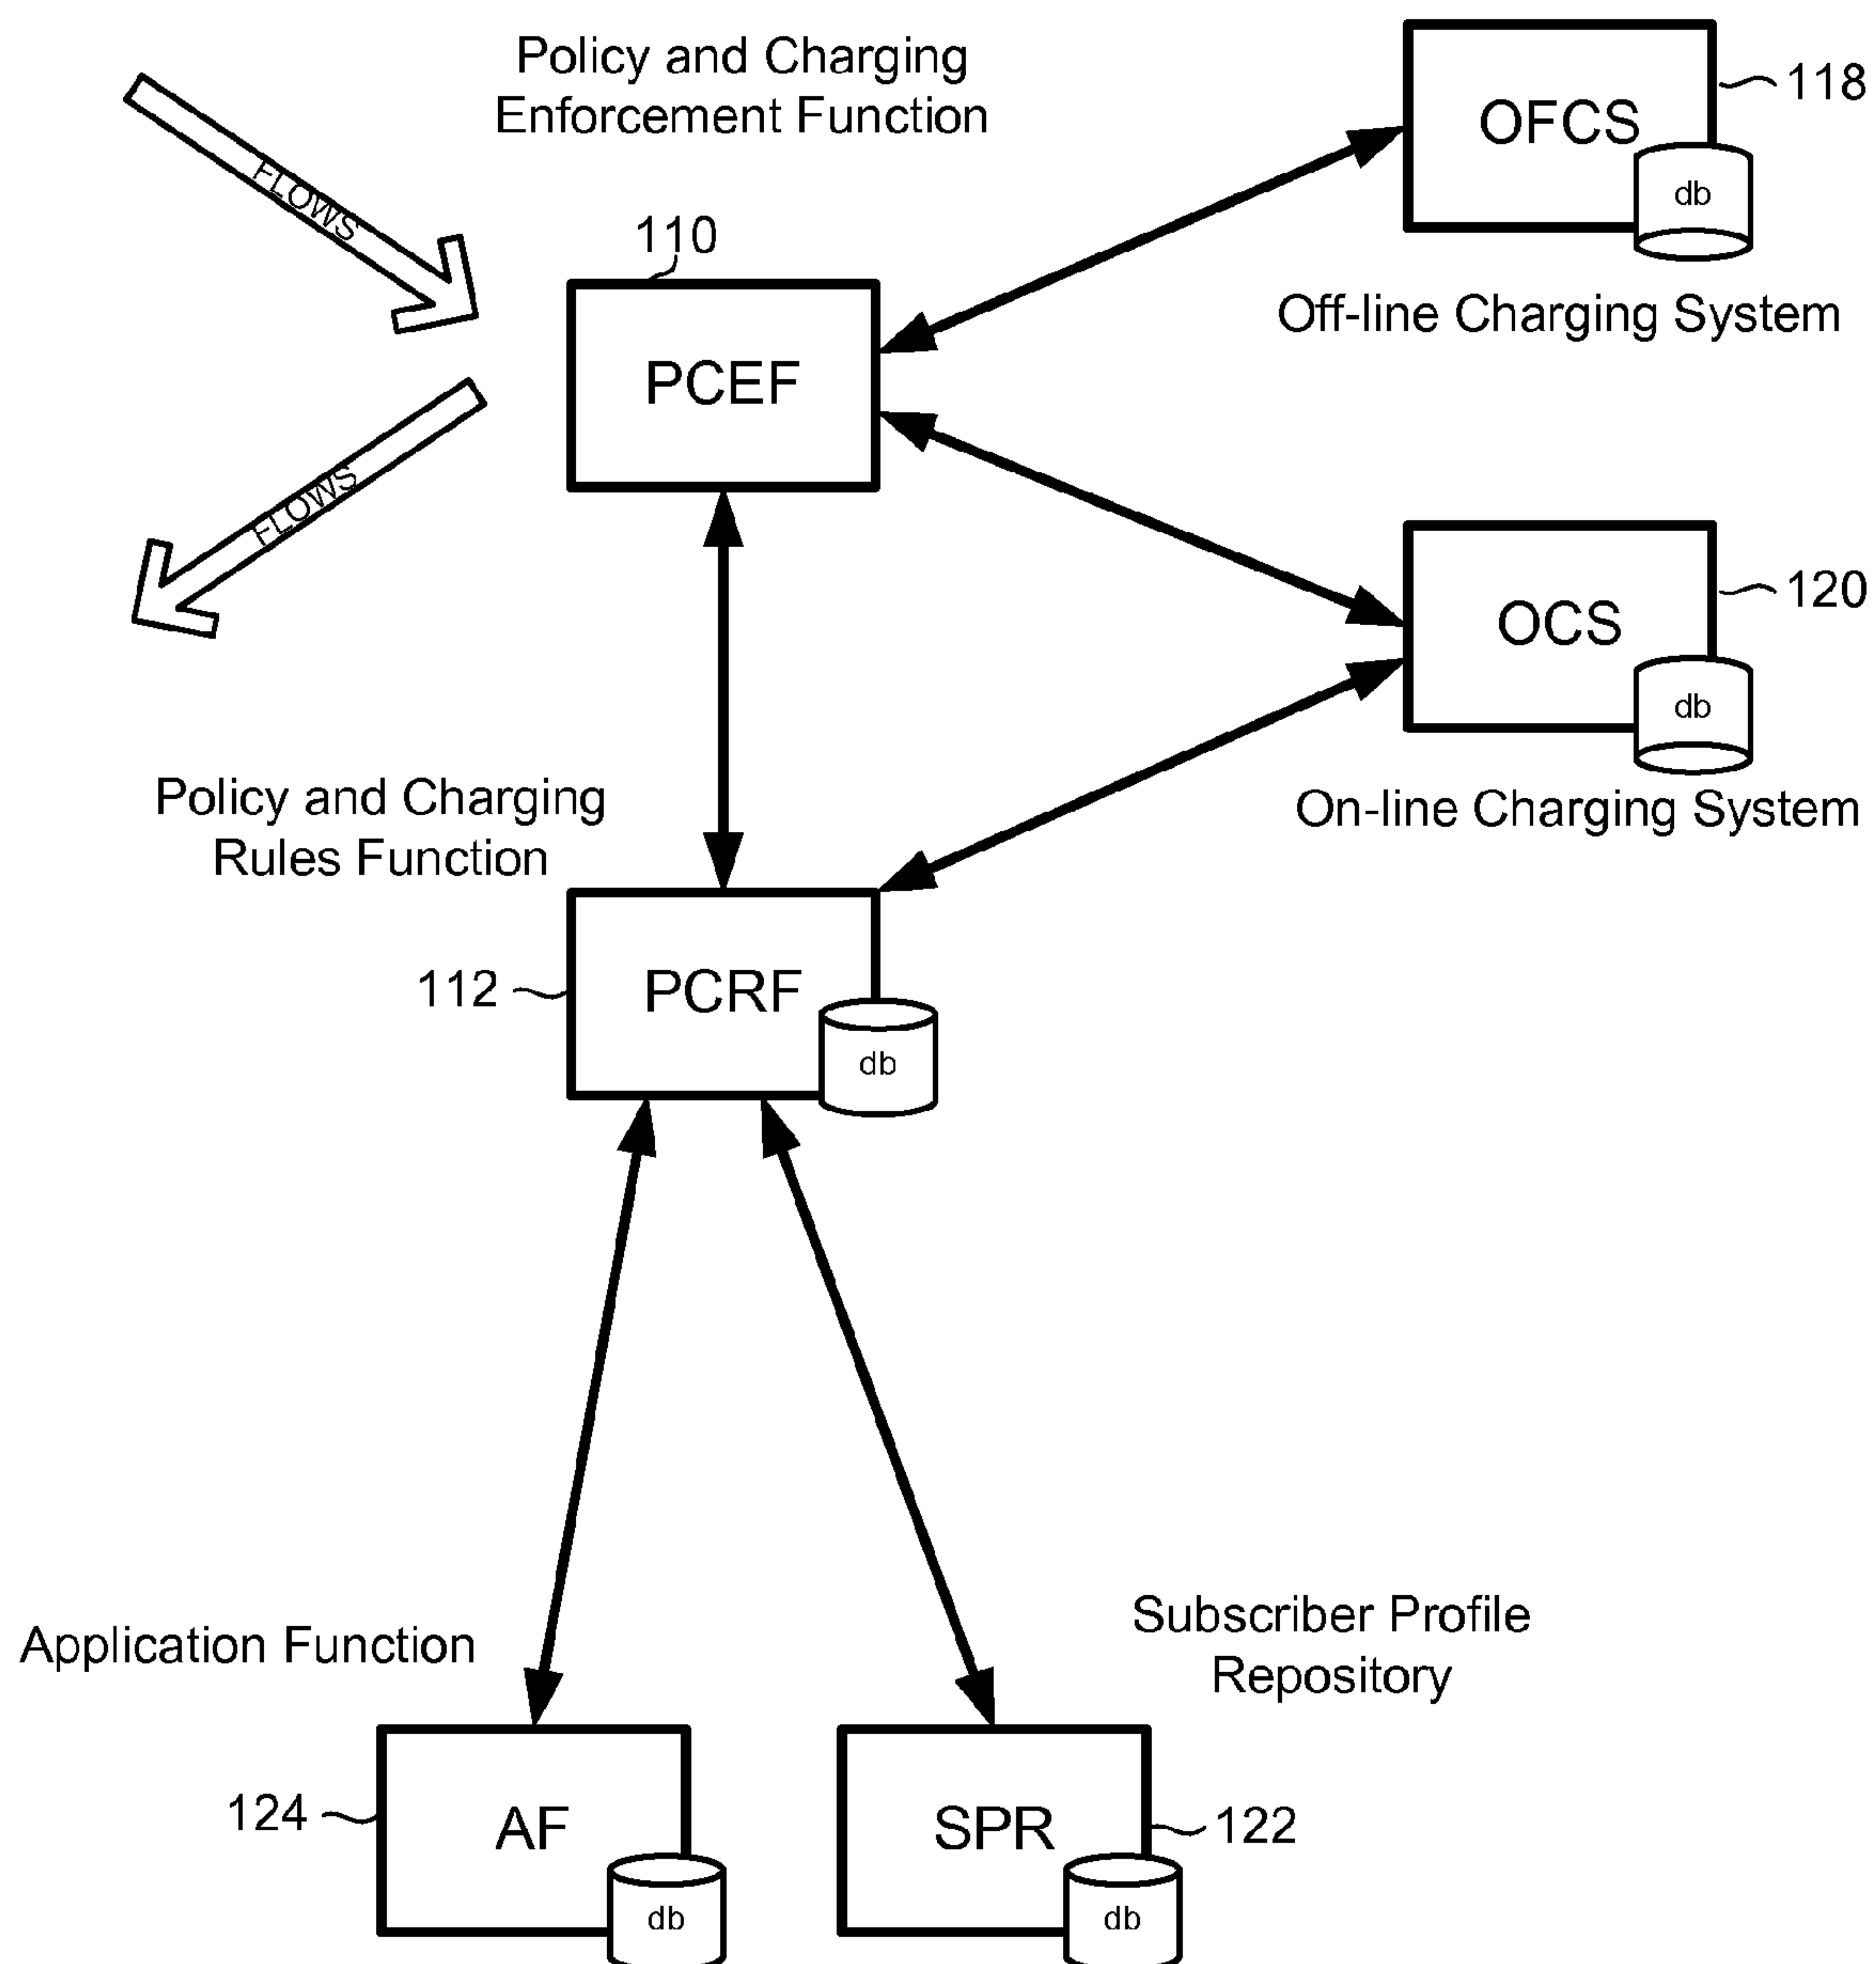 Policy and Charging
Enforcement Function
118
OFCS
db
FLOWS
110
Off-line Charging System
PCEF
FLOWS
120
OCS
db
Policy and Charging
Rules Function
On-line Charging System
112
PCRF
db
Application Function
Subscriber Profile
Repository
124
AF
db
SPR
122
db